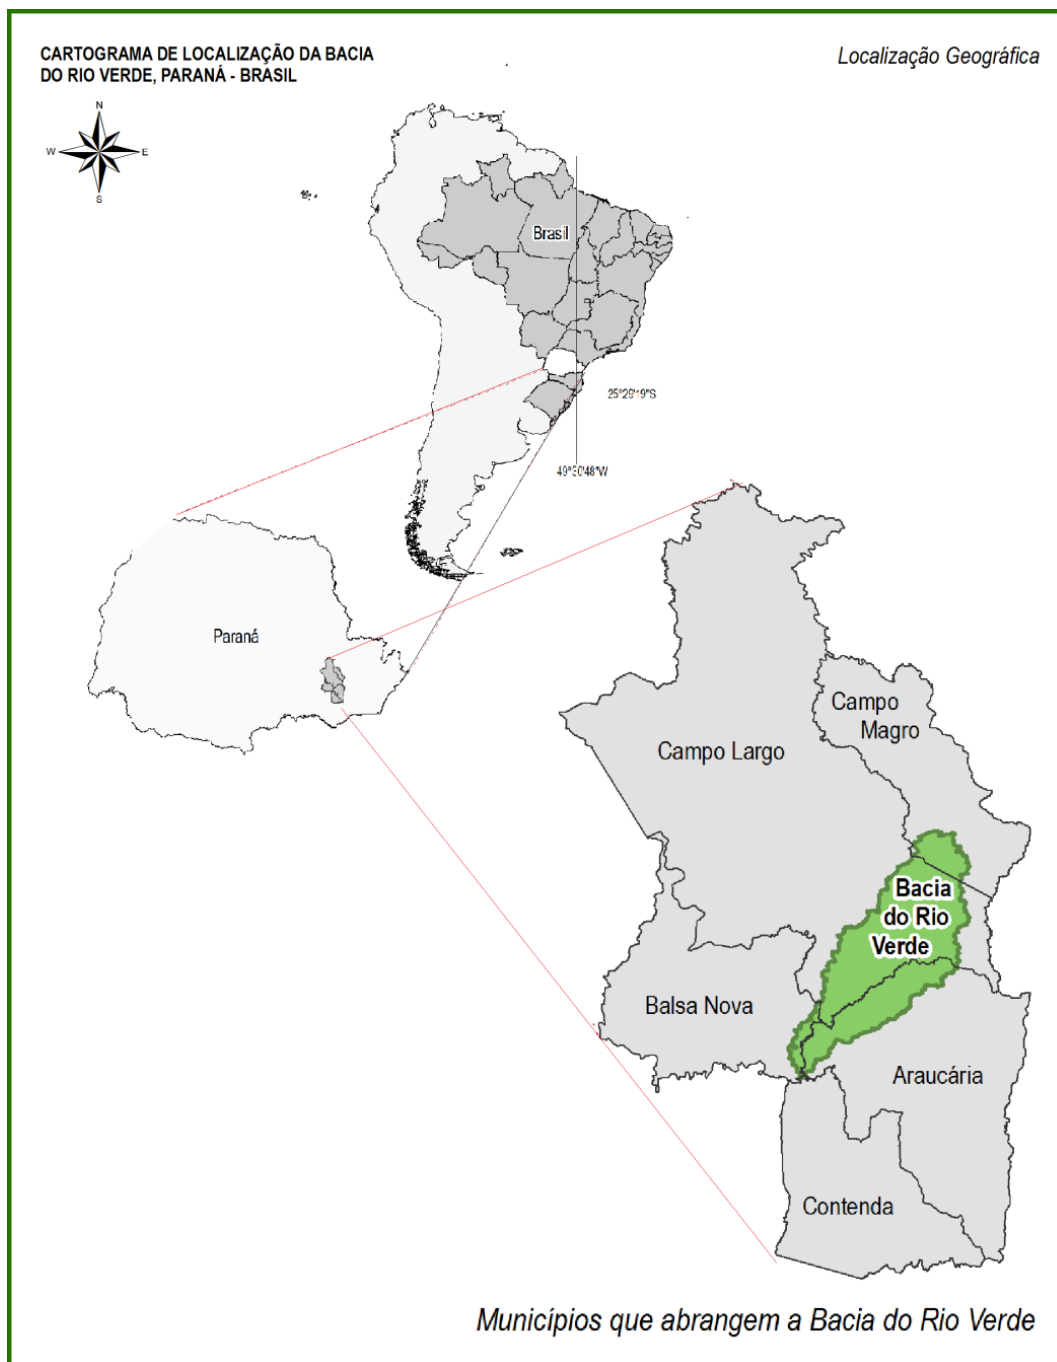 CARTOGRAMA DE LOCALIZAÇÃO DA BACIA
DO RIO VERDE, PARANÁ - BRASIL
Localização Geográfica
N
W
E
S
Brasil
25°29'19"S
49°30'48"W
Paraná
Campo
Magro
Campo Largo
Bacia
do Rio
Verde
Balsa Nova
Araucária
Contenda
Municípios que abrangem a Bacia do Rio Verde